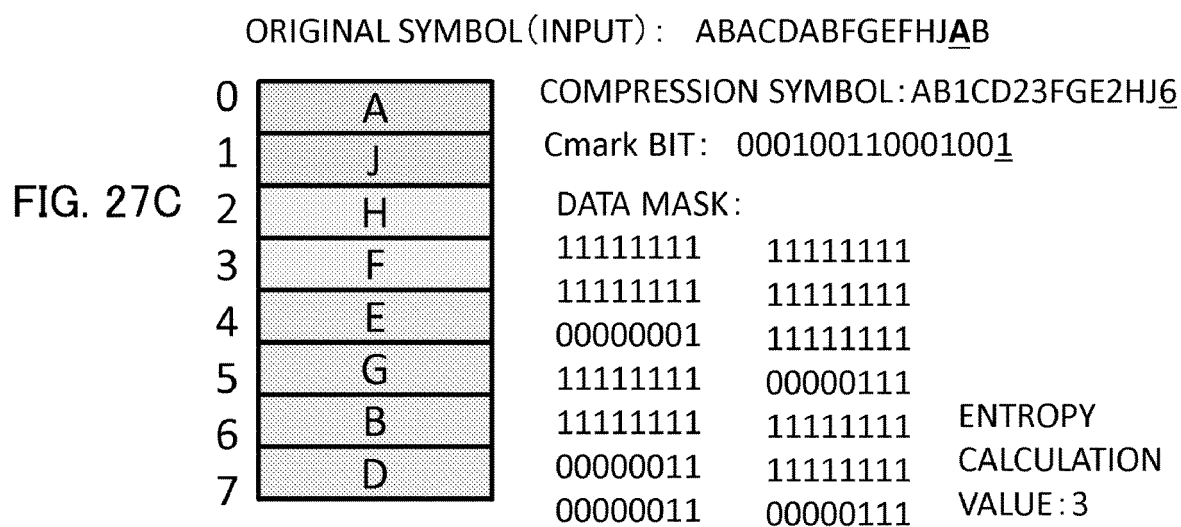 ORIGINAL SYMBOL(INPUT): ABACDABFGEFHJAB
FIG. 27C
0 A
1 J
2 H
3 F
4 E
5 G
6 B
7 D
COMPRESSION SYMBOL:AB1CD23FGE2HJ6
Cmark BIT: 000100110001001
DATA MASK:
11111111 11111111
11111111 11111111
00000001 11111111
11111111 00000111
11111111 11111111
00000011 11111111
00000011 00000111
ENTROPY
CALCULATION
VALUE:3